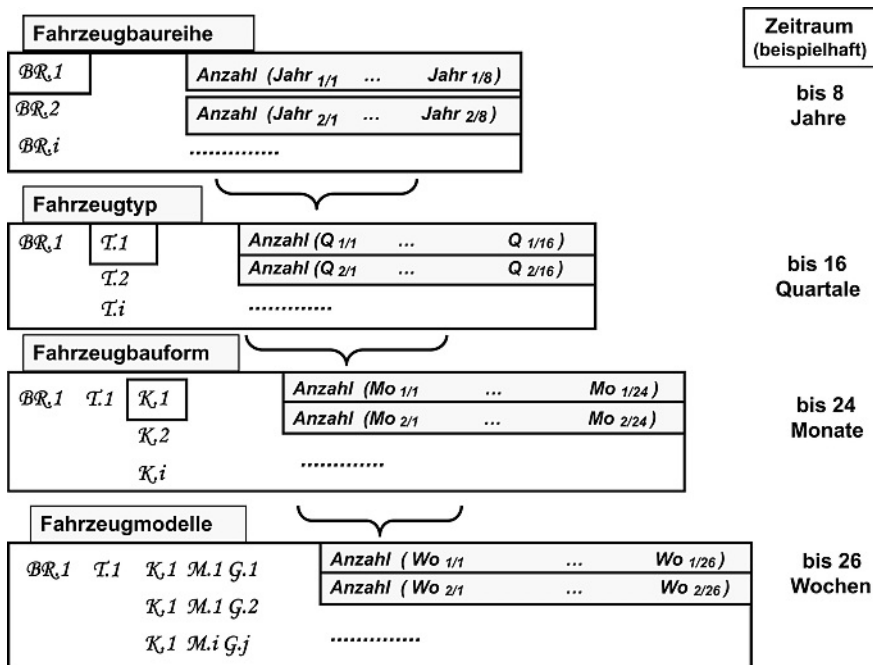 Fahrzeugbaureihe
Zeitraum
(beispielhaft)
BR.1 Anzahl (Jahr 1/1 ... Jahr 1/8)
BR.2 Anzahl (Jahr 2/1 ... Jahr 2/8)
BR.i ..............
bis 8
Jahre
Fahrzeugtyp
BR.1 T.1 Anzahl (Q 1/1 ... Q 1/16)
T.2 Anzahl (Q 2/1 ... Q 2/16)
T.i .............
bis 16
Quartale
Fahrzeugbauform
BR.1 T.1 K.1 Anzahl (Mo 1/1 ... Mo 1/24)
K.2 Anzahl (Mo 2/1 ... Mo 2/24)
K.i .............
bis 24
Monate
Fahrzeugmodelle
BR.1 T.1 K.1 M.1 G.1 Anzahl ( Wo 1/1 ... Wo 1/26)
K.1 M.1 G.2 Anzahl ( Wo 2/1 ... Wo 2/26)
K.1 M.i G.j ..............
bis 26
Wochen